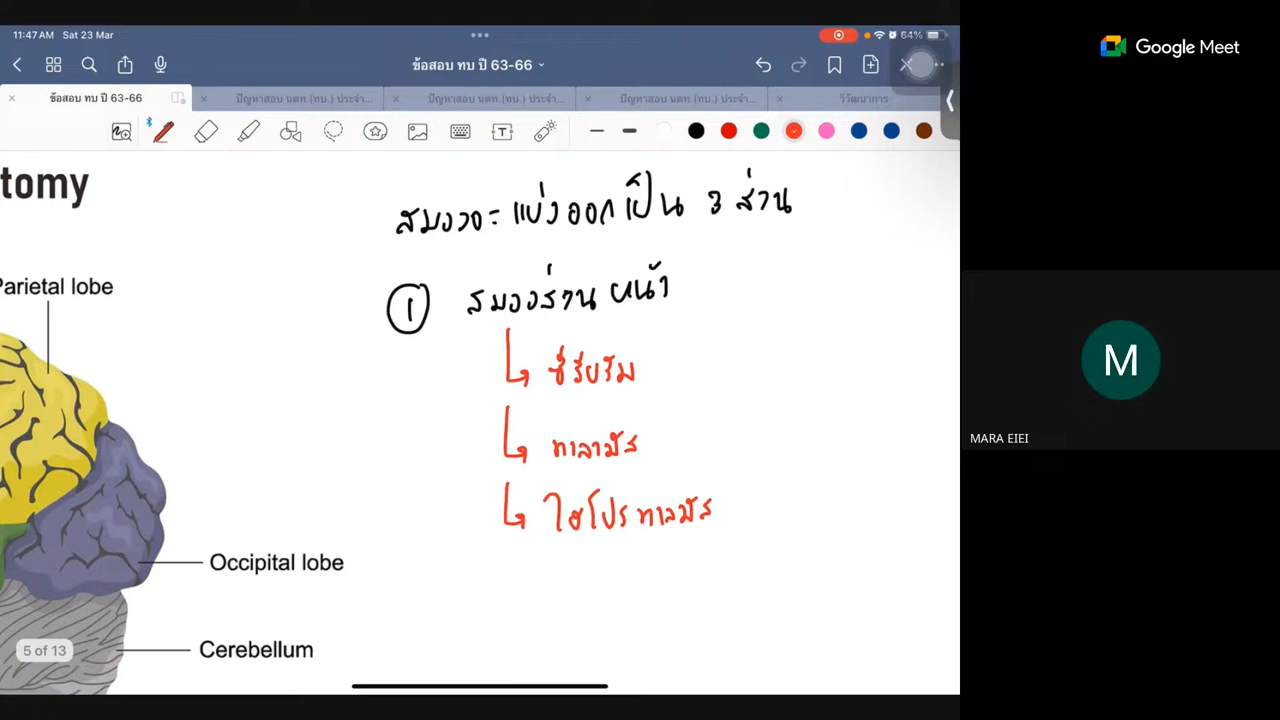 11:47 AM Sat 23 Mar
64%
Google Meet
ข้อสอบ ทบ ปี 63-66
ข้อสอบ ทบ ปี 63-66
ปัญหาสอบ นตท.(ทบ.) ประจำ...
ปัญหาสอบ นตท.(ทบ.) ประจำ...
ปัญหาสอบ นตท.(ทบ.) ประจำ...
วิวัฒนาการ
tomy
สมอง = แบ่งออกเป็น 3 ส่วน
Parietal lobe
① สมองส่วนหน้า
ซีรีบรัม
MARA EIEI
ทาลามัส
ไฮโปรทาลมัส
Occipital lobe
5 of 13
Cerebellum
M